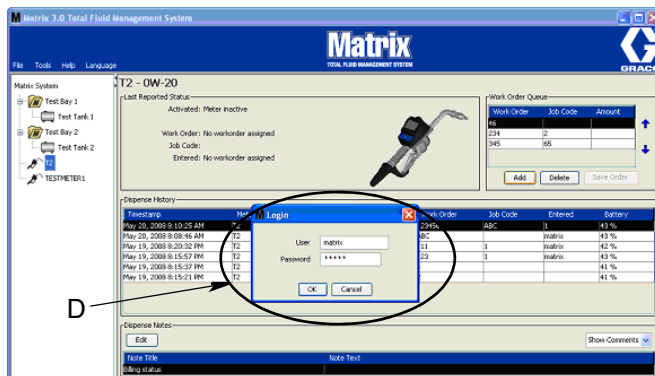 Matrix 3.0 Total Fluid Management System
Matrix
TOTAL FLUID MANAGEMENT SYSTEM
GRACO
File Tools Help Language
Matrix System
Test Bay 1
Test Tank 1
Test Bay 2
Test Tank 2
T2
TESTMETER1
T2 - 0W-20
Last Reported Status
Activated: Meter inactive
Work Order: No workorder assigned
Job Code:
Entered: No workorder assigned
Work Order Queue
Work Order Job Code Amount
46
234 2
345 65
Add Delete Save Order
Dispense History
Timestamp Work Order Job Code Entered Battery
May 20, 2008 8:10:25 AM T2 ABC 1 43 %
May 20, 2008 8:08:46 AM T2 ABC matrix 43 %
May 19, 2008 8:20:32 PM T2 11 1 matrix 42 %
May 19, 2008 8:15:57 PM T2 23 1 matrix 43 %
May 19, 2008 8:15:37 PM T2 41 %
May 19, 2008 8:15:21 PM T2 41 %
Login
User matrix
Password *****
OK Cancel
D
Dispense Notes
Edit Show Comments
Note Title Note Text
Billing status